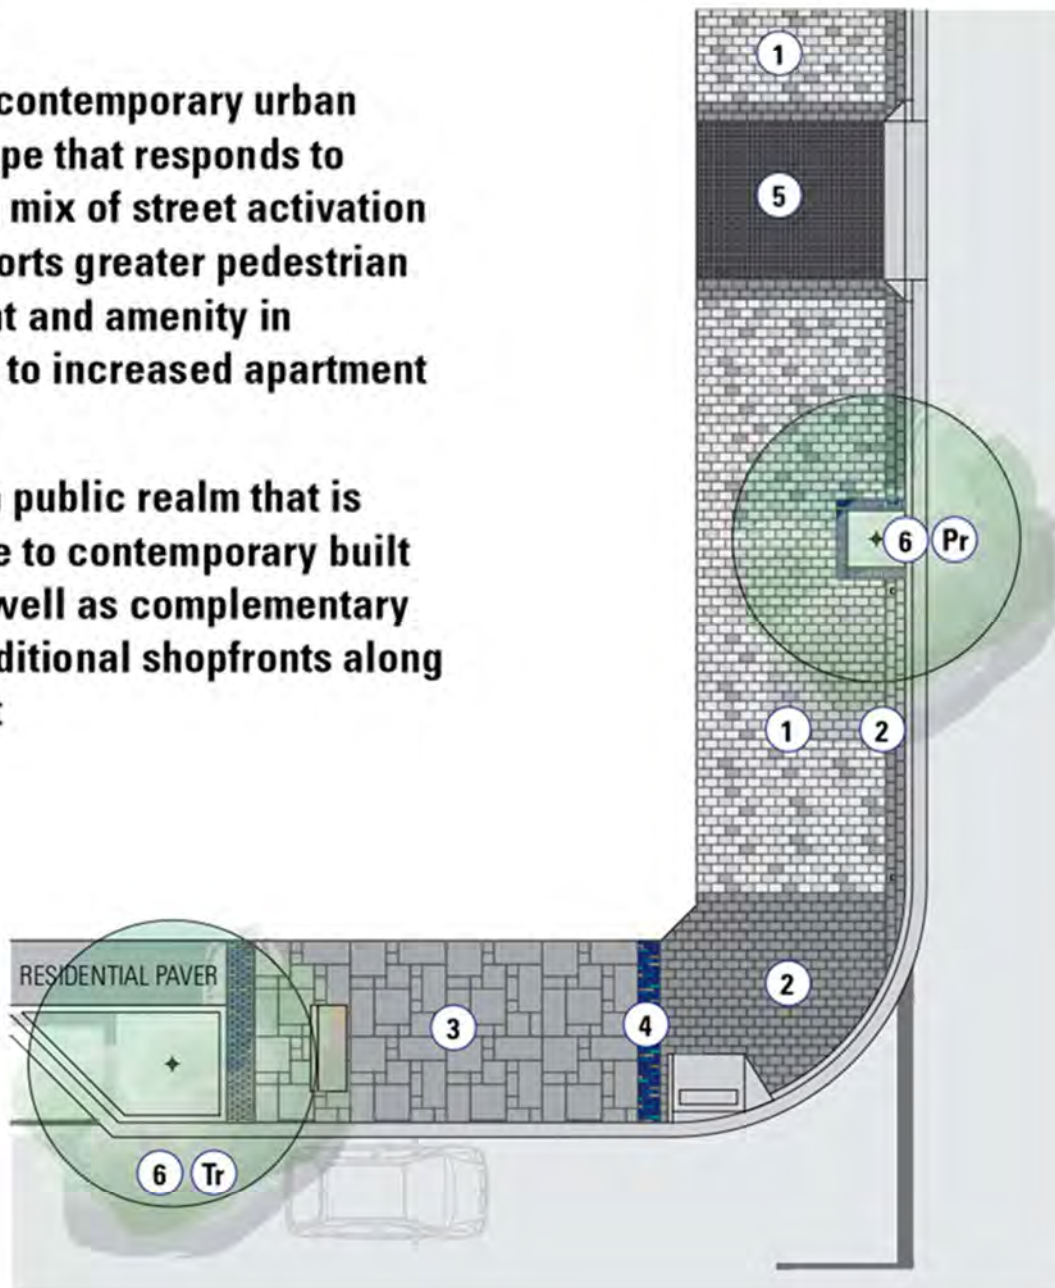 contemporary urban
pe that responds to
mix of street activation
orts greater pedestrian
t and amenity in
to increased apartment
public realm that is
e to contemporary built
well as complementary
ditional shopfronts along
t
1
5
6 Pr
1 2
RESIDENTIAL PAVER
2
3 4
6 Tr